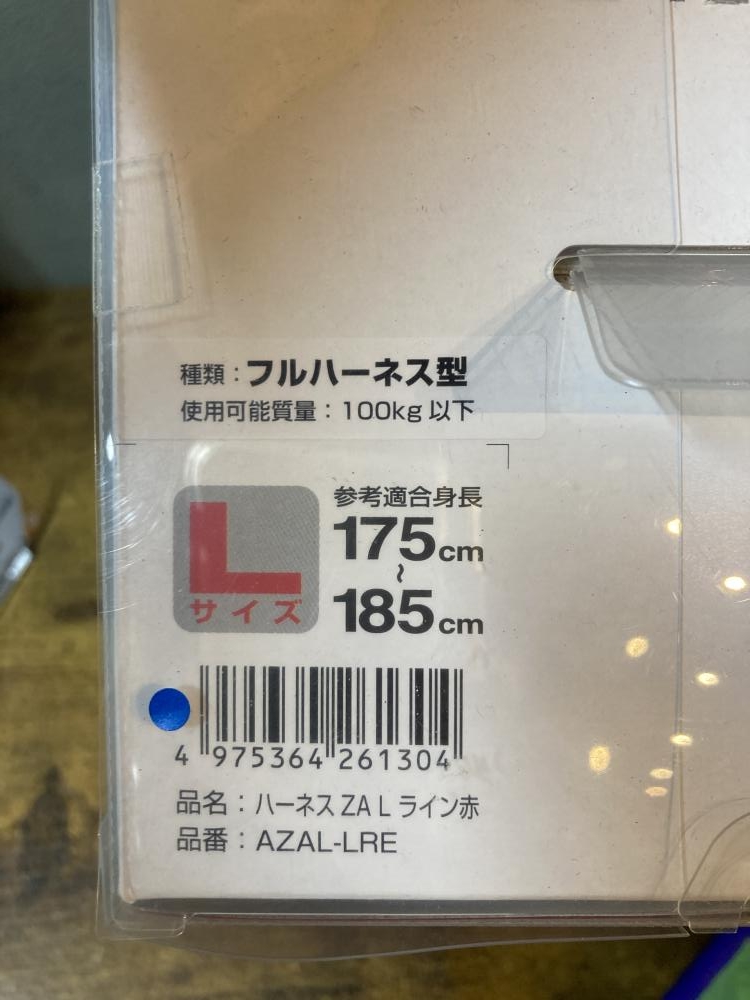 種類：フルハーネス型
使用可能質量：100kg 以下
L
サイズ
参考適合身長
175cm
～
185cm
4 975364 261304
品名：ハーネス ZA L ライン赤
品番：AZAL-LRE